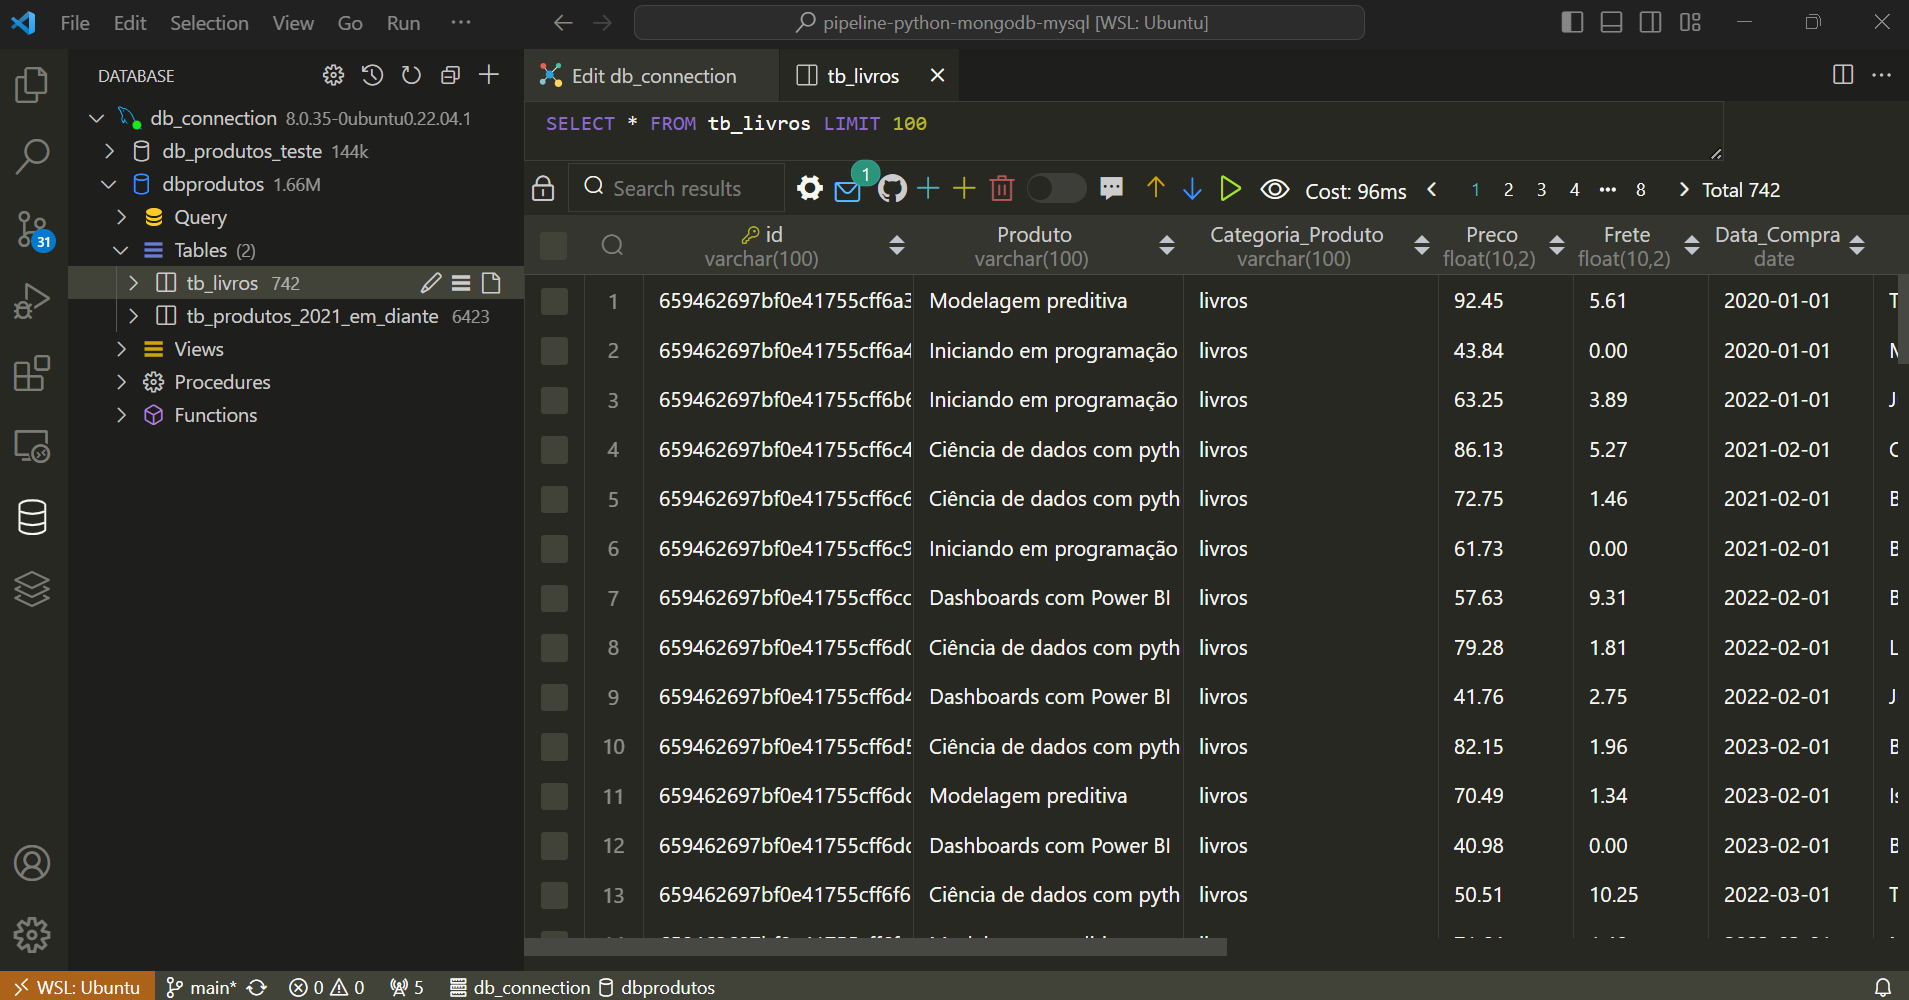 File Edit Selection View Go Run ··· pipeline-python-mongodb-mysql [WSL: Ubuntu]
DATABASE
Edit db_connection
tb_livros
db_connection 8.0.35-0ubuntu0.22.04.1
db_produtos_teste 144k
dbprodutos 1.66M
Query
Tables (2)
tb_livros 742
tb_produtos_2021_em_diante 6423
Views
Procedures
Functions
31
SELECT * FROM tb_livros LIMIT 100
Search results 1 Cost: 96ms < 1 2 3 4 ··· 8 > Total 742
id Produto Categoria_Produto Preco Frete Data_Compra
varchar(100) varchar(100) varchar(100) float(10,2) float(10,2) date
1 659462697bf0e41755cff6a3 Modelagem preditiva livros 92.45 5.61 2020-01-01 T
2 659462697bf0e41755cff6a4 Iniciando em programação livros 43.84 0.00 2020-01-01 M
3 659462697bf0e41755cff6b6 Iniciando em programação livros 63.25 3.89 2022-01-01 J
4 659462697bf0e41755cff6c4 Ciência de dados com pyth livros 86.13 5.27 2021-02-01 C
5 659462697bf0e41755cff6c6 Ciência de dados com pyth livros 72.75 1.46 2021-02-01 B
6 659462697bf0e41755cff6c9 Iniciando em programação livros 61.73 0.00 2021-02-01 B
7 659462697bf0e41755cff6cc Dashboards com Power BI livros 57.63 9.31 2022-02-01 B
8 659462697bf0e41755cff6d0 Ciência de dados com pyth livros 79.28 1.81 2022-02-01 L
9 659462697bf0e41755cff6d4 Dashboards com Power BI livros 41.76 2.75 2022-02-01 J
10 659462697bf0e41755cff6d5 Ciência de dados com pyth livros 82.15 1.96 2023-02-01 B
11 659462697bf0e41755cff6dc Modelagem preditiva livros 70.49 1.34 2023-02-01 Is
12 659462697bf0e41755cff6dc Dashboards com Power BI livros 40.98 0.00 2023-02-01 B
13 659462697bf0e41755cff6f6 Ciência de dados com pyth livros 50.51 10.25 2022-03-01 T
WSL: Ubuntu main* 0 0 5 db_connection dbprodutos